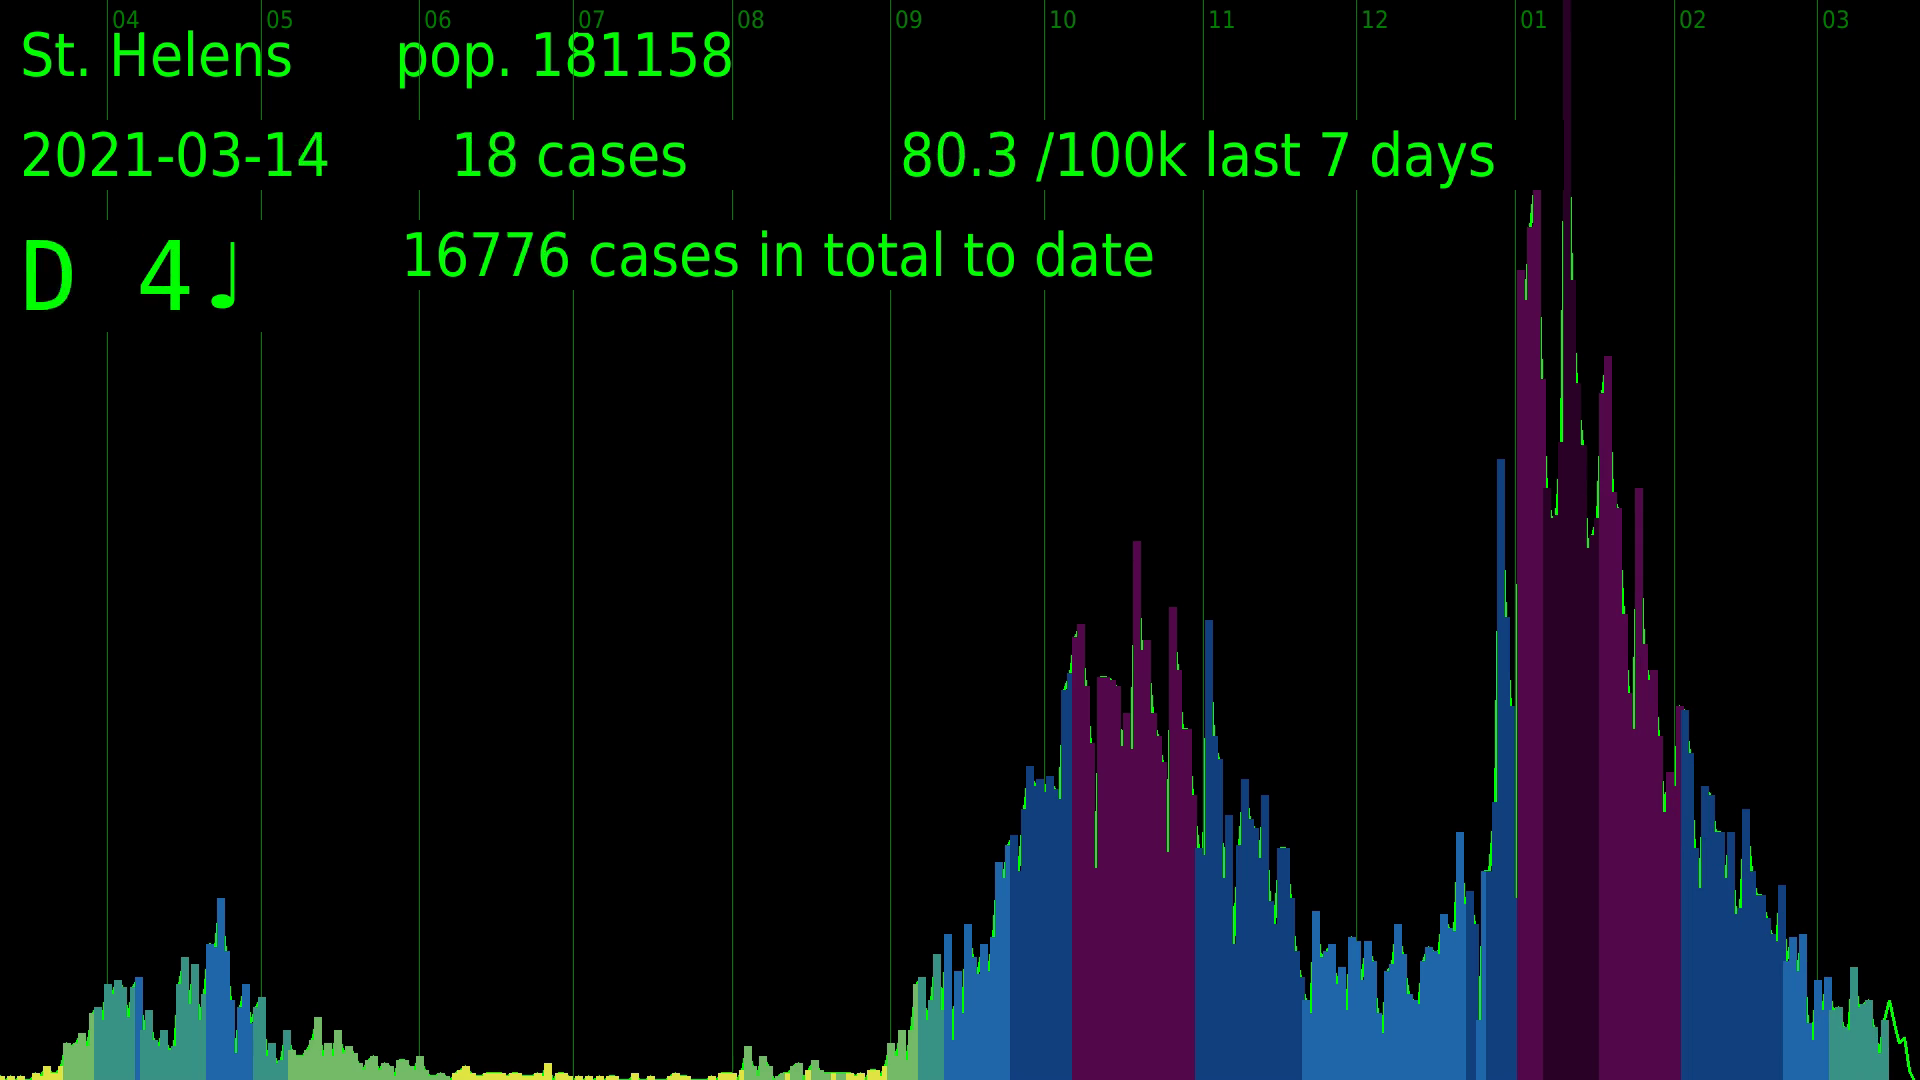 04 05 06 07 08 09 10 11 12 01 02 03
St. Helens pop. 181158
2021-03-14 18 cases 80.3 /100k last 7 days
D 4♩ 16776 cases in total to date